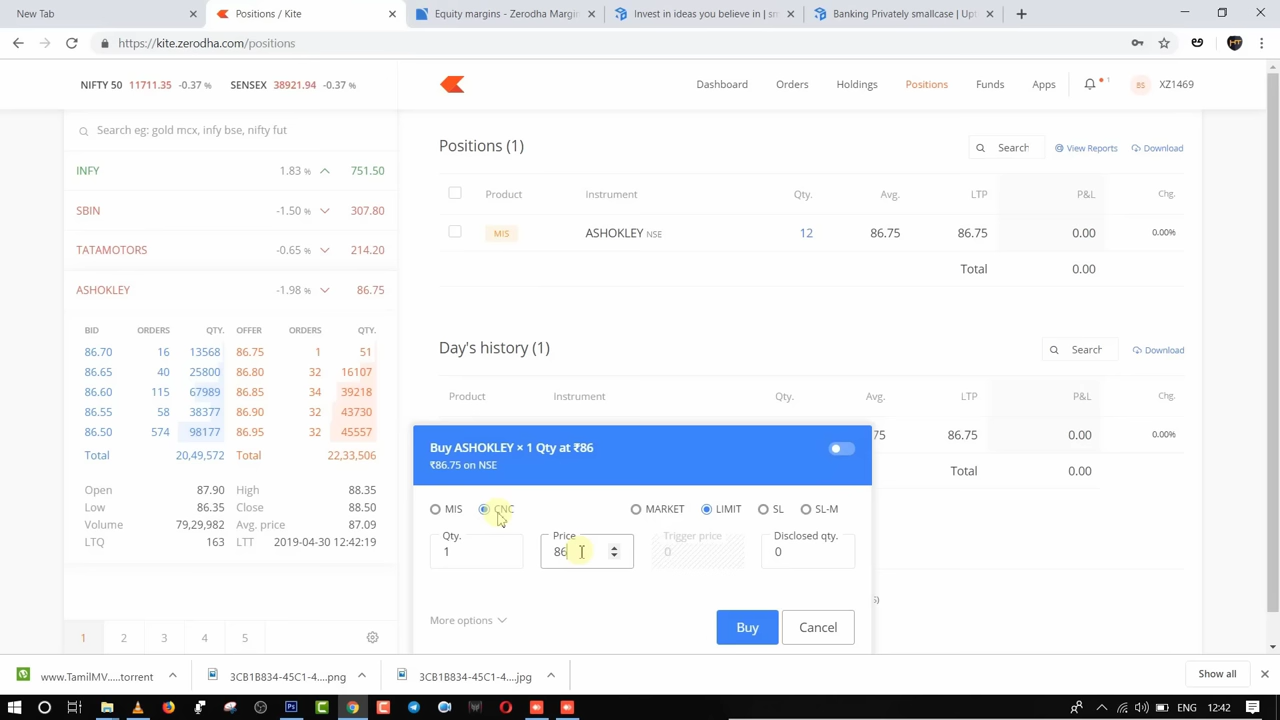 New Tab
Positions / Kite
Equity margins - Zerodha Margin
Invest in ideas you believe in | sm
Banking Privately smallcase | Upt
https://kite.zerodha.com/positions
NIFTY 50 11711.35 -0.37 %
SENSEX 38921.94 -0.37 %
Dashboard Orders Holdings Positions Funds Apps
1
BS XZ1469
Search eg: gold mcx, infy bse, nifty fut
INFY 1.83 % 751.50
SBIN -1.50 % 307.80
TATAMOTORS -0.65 % 214.20
ASHOKLEY -1.98 % 86.75
BID ORDERS QTY. OFFER ORDERS QTY.
86.70 16 13568 86.75 1 51
86.65 40 25800 86.80 32 16107
86.60 115 67989 86.85 34 39218
86.55 58 38377 86.90 32 43730
86.50 574 98177 86.95 32 45557
Total 20,49,572 Total 22,33,506
Open 87.90 High 88.35
Low 86.35 Close 88.50
Volume 79,29,982 Avg. price 87.09
LTQ 163 LTT 2019-04-30 12:42:19
1 2 3 4 5
Positions (1)
Search
View Reports
Download
Product Instrument Qty. Avg. LTP P&L Chg.
MIS ASHOKLEY NSE 12 86.75 86.75 0.00 0.00%
Total 0.00
Day's history (1)
Search
Download
Product Instrument Qty. Avg. LTP P&L Chg.
75 86.75 0.00 0.00%
Total 0.00
Buy ASHOKLEY × 1 Qty at ₹86
₹86.75 on NSE
MIS CNC MARKET LIMIT SL SL-M
Qty. Price Trigger price Disclosed qty.
1 86 0 0
More options
Buy
Cancel
www.TamilMV.....torrent
3CB1B834-45C1-4....png
3CB1B834-45C1-4....jpg
Show all
ENG 12:42